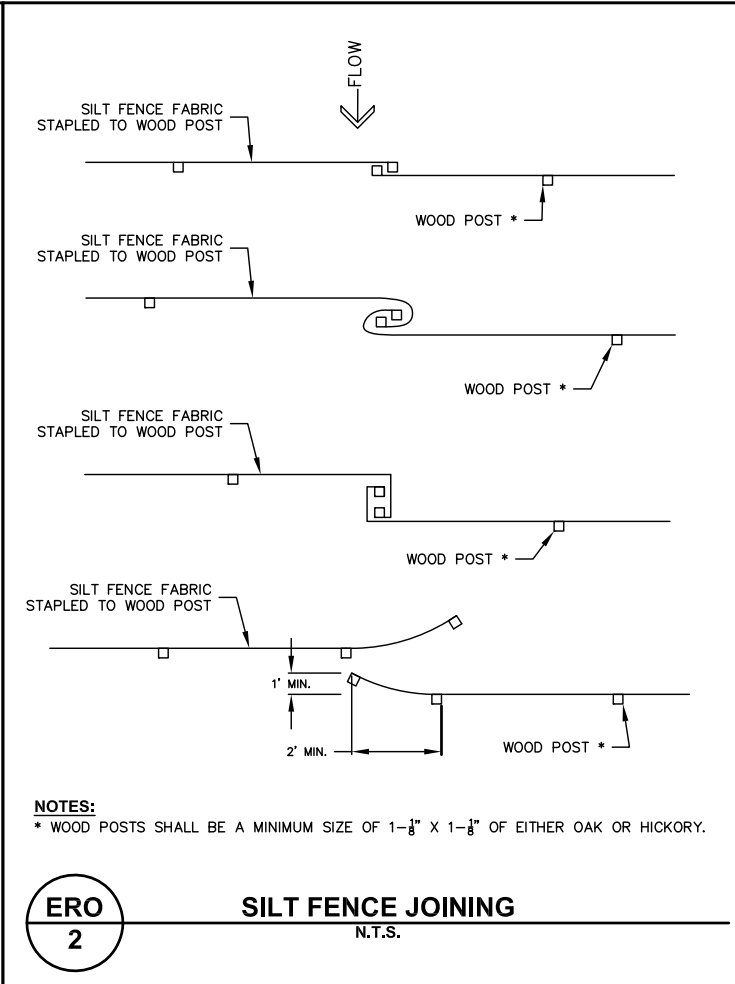 FLOW
SILT FENCE FABRIC
STAPLED TO WOOD POST
WOOD POST *
SILT FENCE FABRIC
STAPLED TO WOOD POST
WOOD POST *
SILT FENCE FABRIC
STAPLED TO WOOD POST
WOOD POST *
SILT FENCE FABRIC
STAPLED TO WOOD POST
1' MIN.
2' MIN.
WOOD POST *
NOTES:
* WOOD POSTS SHALL BE A MINIMUM SIZE OF 1-1/8" X 1-1/8" OF EITHER OAK OR HICKORY.
ERO
2
SILT FENCE JOINING
N.T.S.